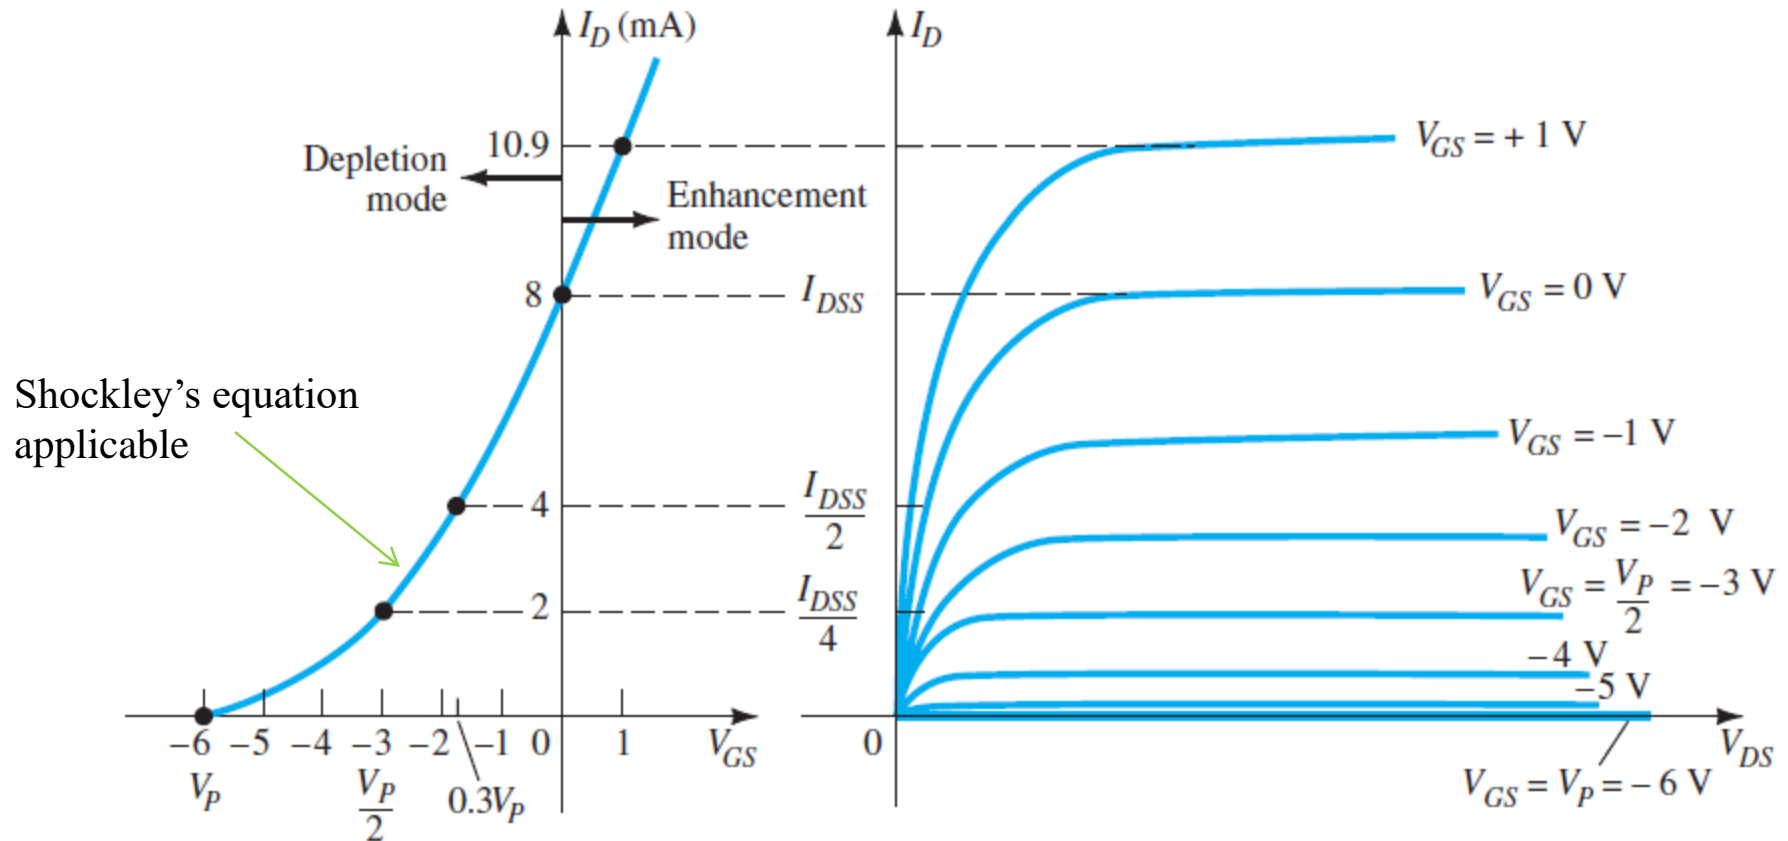 I_D (mA)
10.9
Depletion
mode
Enhancement
mode
8
I_DSS
Shockley’s equation
applicable
4
I_DSS
2
2
I_DSS
4
−6
−5
−4
−3
−2
−1
0
1
V_GS
V_P
V_P
2
0.3V_P
I_D
V_GS = + 1 V
V_GS = 0 V
V_GS = −1 V
V_GS = −2 V
V_GS = V_P/2 = −3 V
−4 V
−5 V
0
V_DS
V_GS = V_P = − 6 V